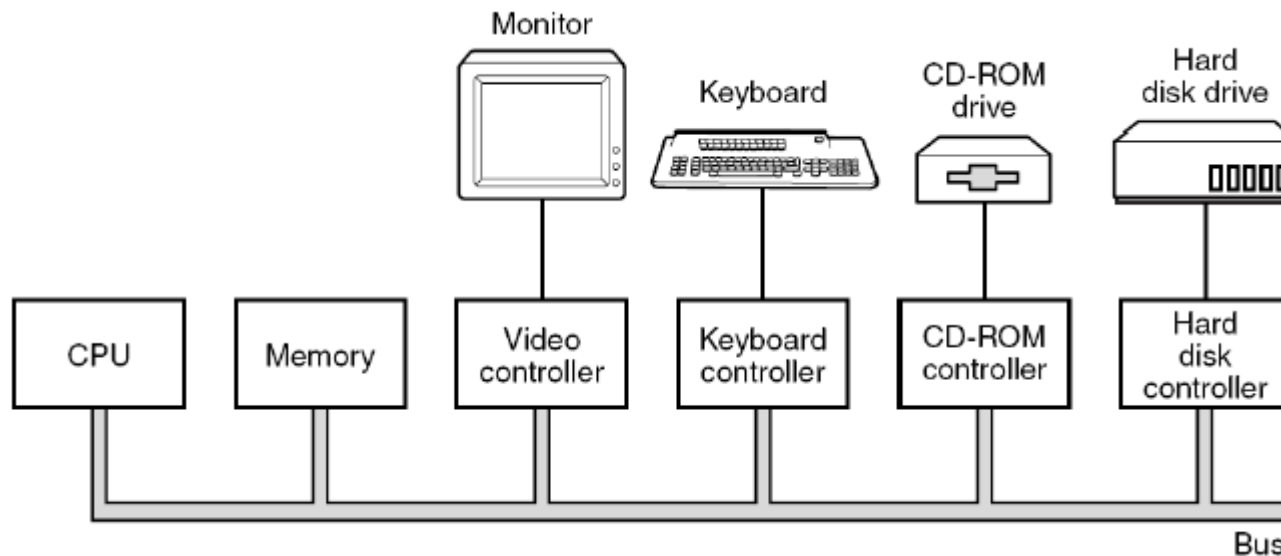 Monitor
Keyboard
CD-ROM
drive
Hard
disk drive
CPU
Memory
Video
controller
Keyboard
controller
CD-ROM
controller
Hard
disk
controller
Bus